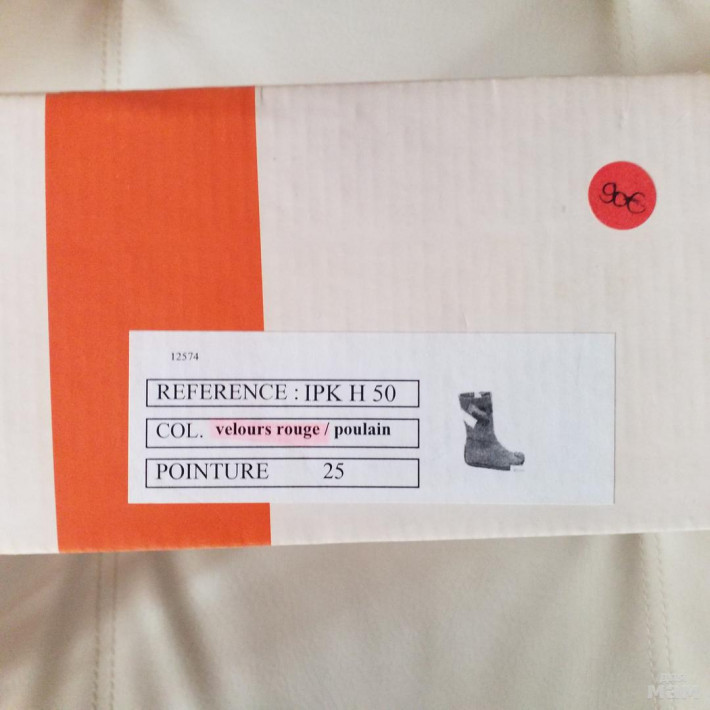 90€
12574
REFERENCE : IPK H 50
COL. velours rouge / poulain
POINTURE 25